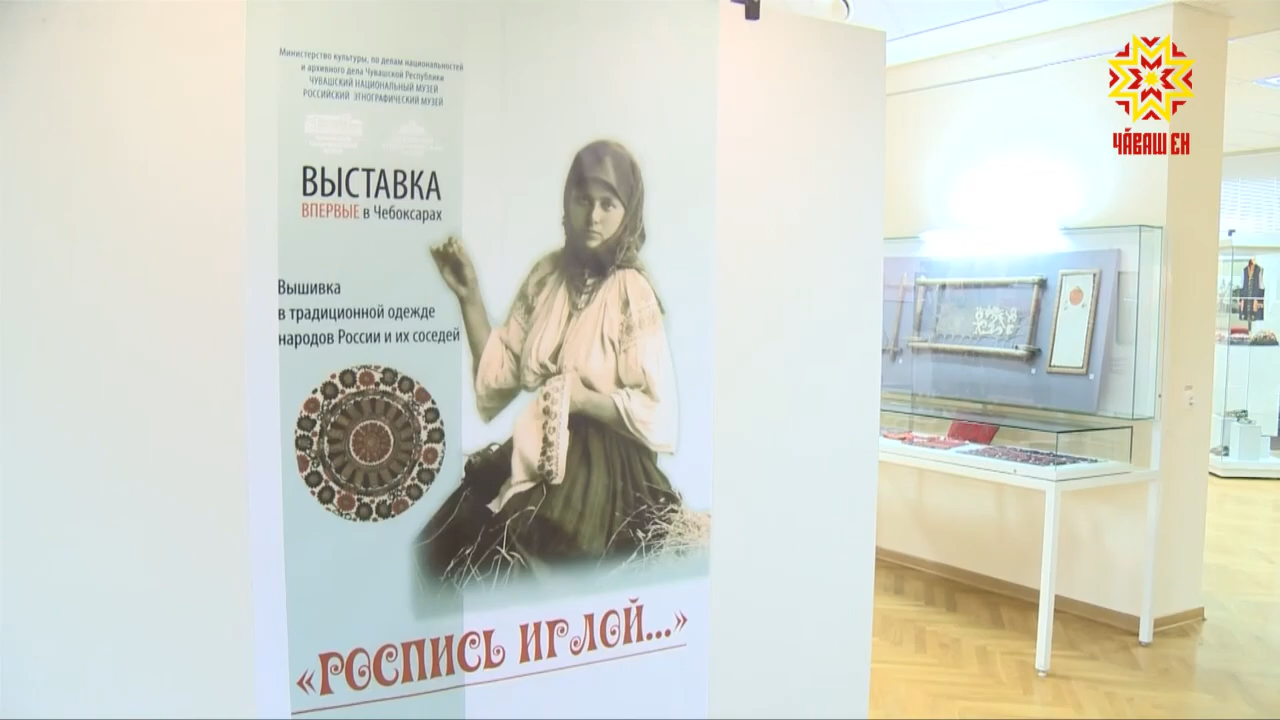 Министерство культуры, по делам национальностей
и архивного дела Чувашской Республики
ЧУВАШСКИЙ НАЦИОНАЛЬНЫЙ МУЗЕЙ
РОССИЙСКИЙ ЭТНОГРАФИЧЕСКИЙ МУЗЕЙ
ВЫСТАВКА
ВПЕРВЫЕ в Чебоксарах
Вышивка
в традиционной одежде
народов России и их соседей
«РОСПИСЬ ИГЛОЙ...»
ЧӐВАШ ЕН